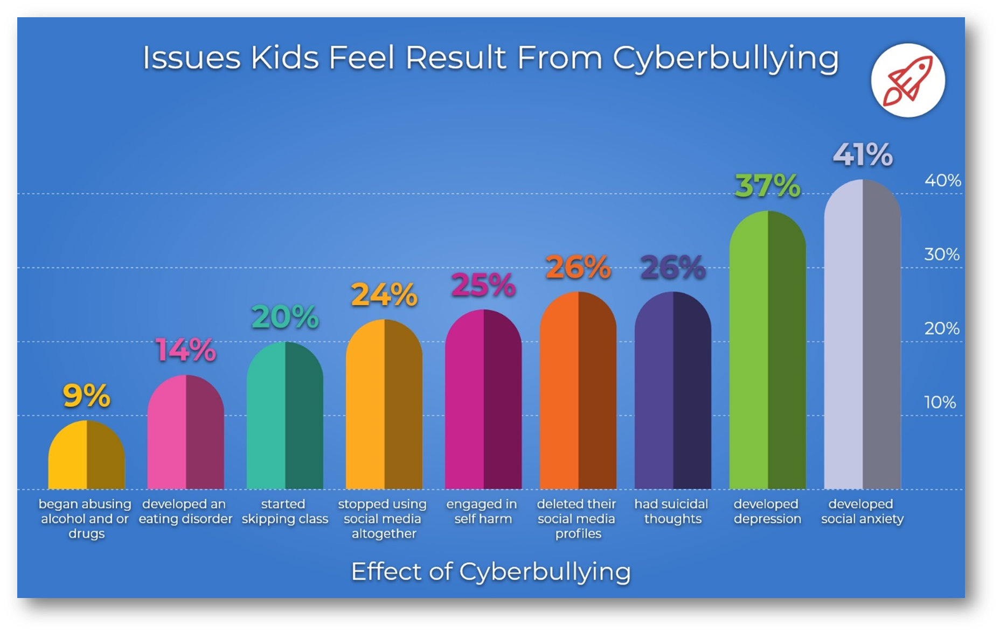 Issues Kids Feel Result From Cyberbullying
41%
40%
37%
30%
26%
26%
25%
24%
20%
20%
14%
10%
9%
began abusing
alcohol and or
drugs
developed an
eating disorder
started
skipping class
stopped using
social media
altogether
engaged in
self harm
deleted their
social media
profiles
had suicidal
thoughts
developed
depression
developed
social anxiety
Effect of Cyberbullying